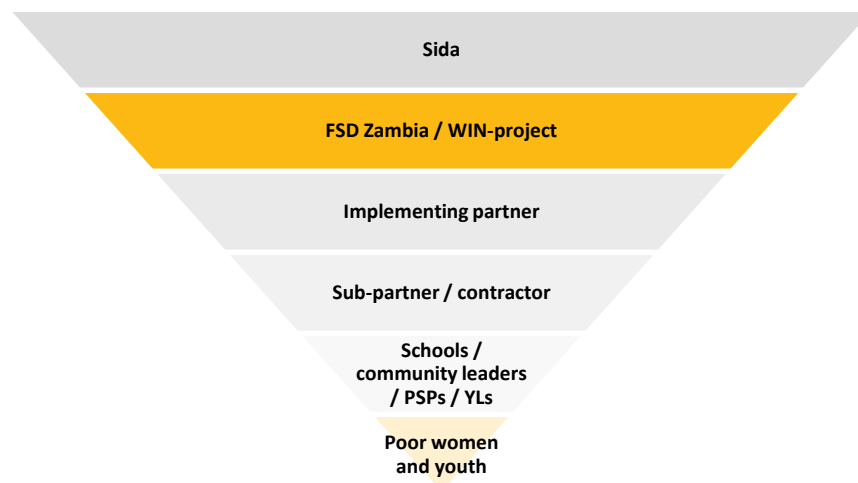 Sida
FSD Zambia / WIN-project
Implementing partner
Sub-partner / contractor
Schools /
community leaders
/ PSPs / YLs
Poor women
and youth